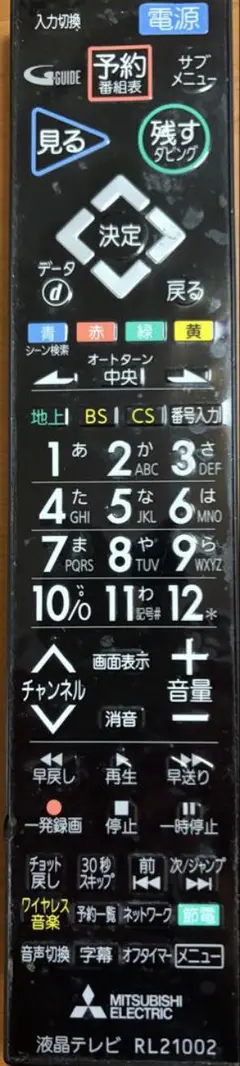 入力切換 電源
G-GUIDE 予約 サブ
番組表 メニュー
見る 残す
ダビング
決定
データ
d 戻る
青 赤 緑 黄
シーン検索
オートターン
中央
地上 BS CS 番号入力
1 あ 2 か ABC 3 さ DEF
4 た GHI 5 な JKL 6 は MNO
7 ま PQRS 8 や TUV 9 ら WXYZ
10/0 11 わ 記号# 12 *
画面表示 +
チャンネル 音量
消音 −
早戻し 再生 早送り
一発録画 停止 一時停止
チョット 30秒 前 次/ジャンプ
戻し スキップ
ワイヤレス
音楽 予約一覧 ネットワーク 節電
音声切換 字幕 オフタイマー メニュー
MITSUBISHI
ELECTRIC
液晶テレビ RL21002